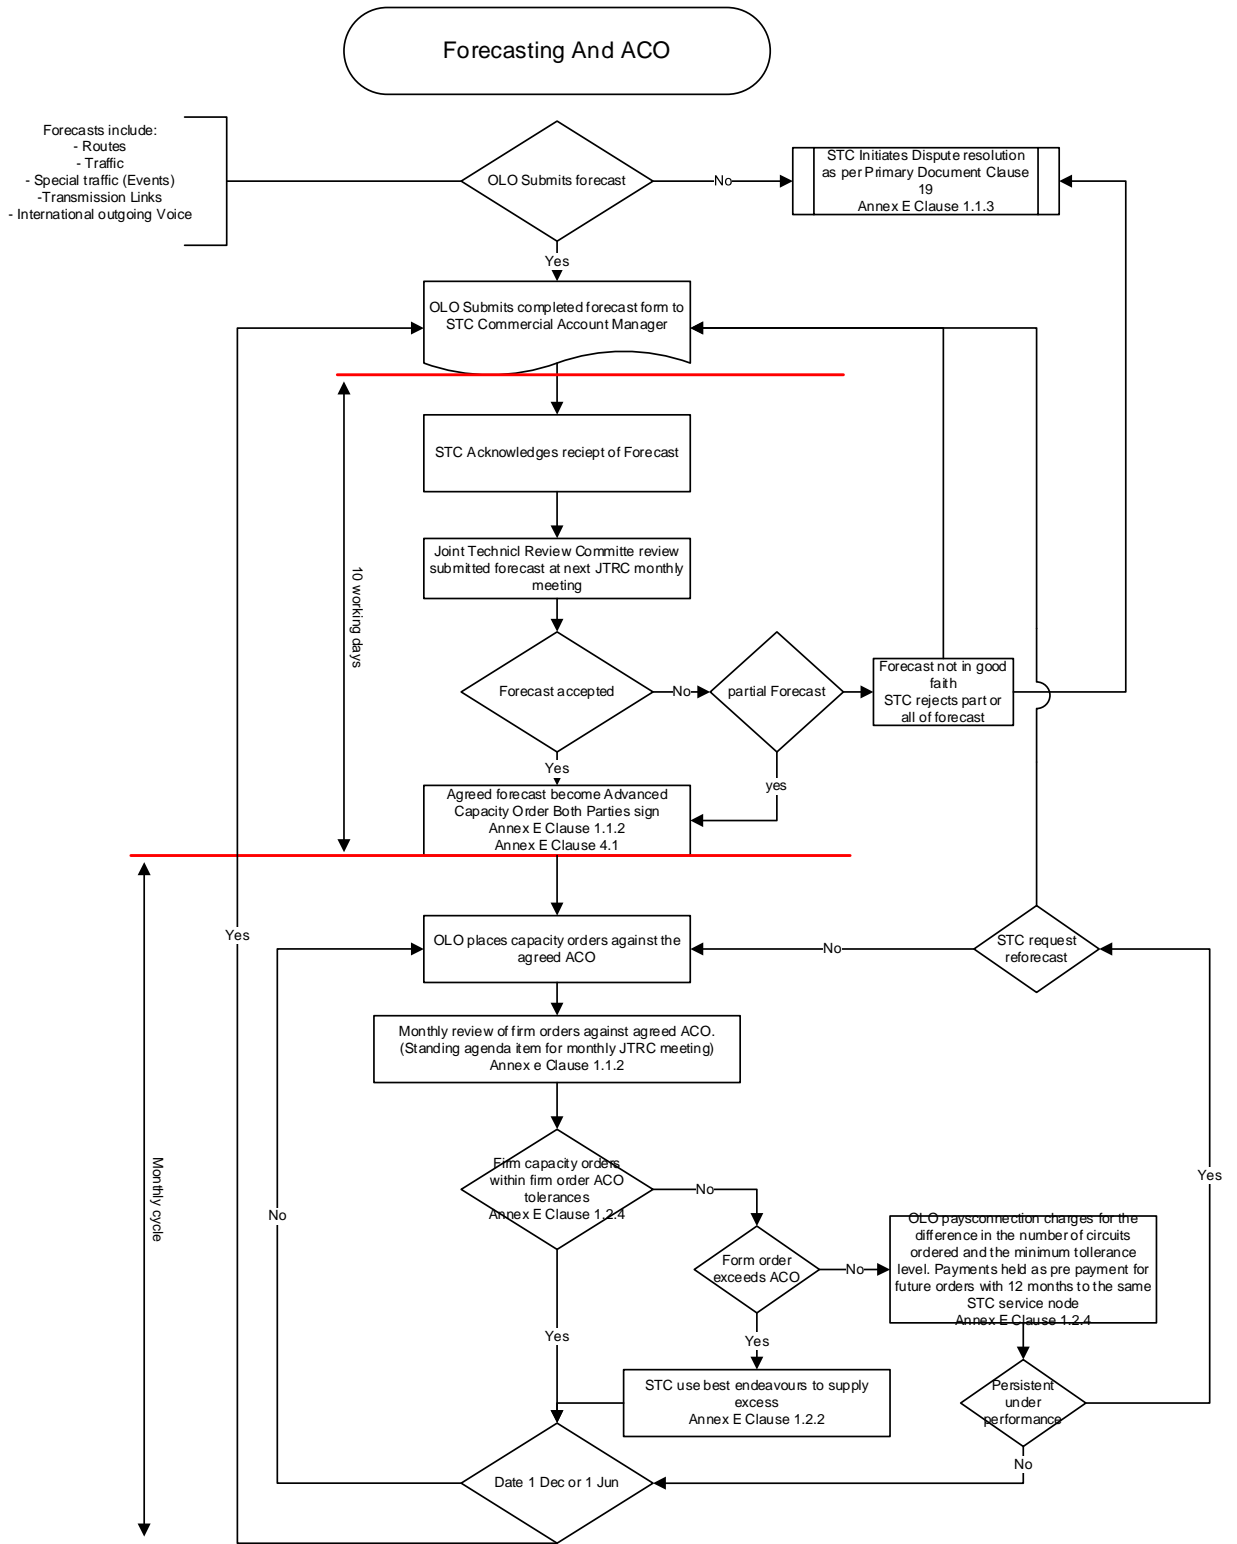 Forecasting And ACO
Forecasts include:
- Routes
- Traffic
- Special traffic (Events)
-Transmission Links
- International outgoing Voice
OLO Submits forecast
No
STC Initiates Dispute resolution
as per Primary Document Clause
19
Annex E Clause 1.1.3
Yes
OLO Submits completed forecast form to
STC Commercial Account Manager
STC Acknowledges reciept of Forecast
Joint Technicl Review Committe review
submitted forecast at next JTRC monthly
meeting
10 working days
Forecast accepted
No
partial Forecast
Forecast not in good
faith
STC rejects part or
all of forecast
Yes
yes
Agreed forecast become Advanced
Capacity Order Both Parties sign
Annex E Clause 1.1.2
Annex E Clause 4.1
Yes
OLO places capacity orders against the
agreed ACO
No
STC request
reforecast
Monthly review of firm orders against agreed ACO.
(Standing agenda item for monthly JTRC meeting)
Annex e Clause 1.1.2
Monthly cycle
No
Firm capacity orders
within firm order ACO
tolerances
Annex E Clause 1.2.4
No
Yes
Form order
exceeds ACO
No
OLO paysconnection charges for the
difference in the number of circuits
ordered and the minimum tollerance
level. Payments held as pre payment for
future orders with 12 months to the same
STC service node
Annex E Clause 1.2.4
Yes
Yes
STC use best endeavours to supply
excess
Annex E Clause 1.2.2
Persistent
under
performance
No
Date 1 Dec or 1 Jun